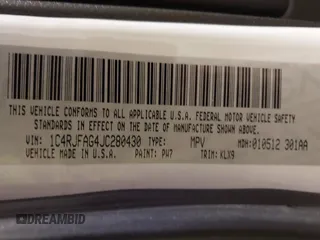 THIS VEHICLE CONFORMS TO ALL APPLICABLE U.S.A. FEDERAL MOTOR VEHICLE SAFETY
STANDARDS IN EFFECT ON THE DATE OF MANUFACTURE SHOWN ABOVE.
VIN: 1C4RJFAG4JC280430 TYPE: MPV MDH: 010512 301AA
VEHICLE MADE IN U.S.A. PAINT: PW7 TRIM: KLX9
DREAMBID